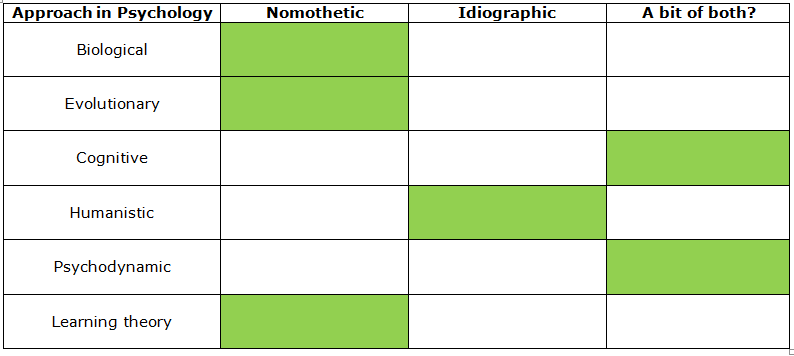 Approach in Psychology Nomothetic Idiographic A bit of both?
Biological
Evolutionary
Cognitive
Humanistic
Psychodynamic
Learning theory